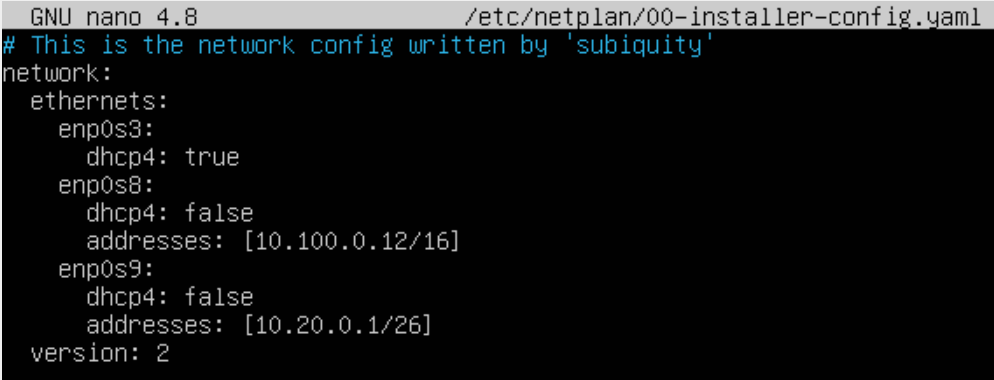 GNU nano 4.8 /etc/netplan/00-installer-config.yaml
# This is the network config written by 'subiquity'
network:
  ethernets:
    enp0s3:
      dhcp4: true
    enp0s8:
      dhcp4: false
      addresses: [10.100.0.12/16]
    enp0s9:
      dhcp4: false
      addresses: [10.20.0.1/26]
  version: 2